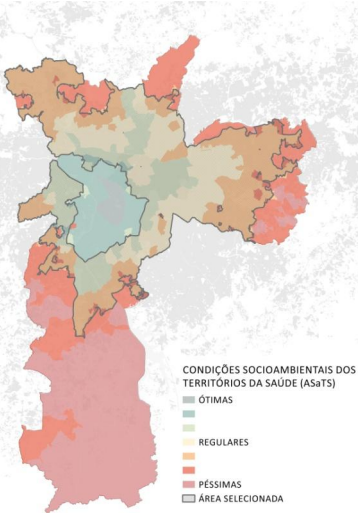 CONDIÇÕES SOCIOAMBIENTAIS DOS
TERRITÓRIOS DA SAÚDE (ASaTS)
ÓTIMAS
REGULARES
PÉSSIMAS
ÁREA SELECIONADA